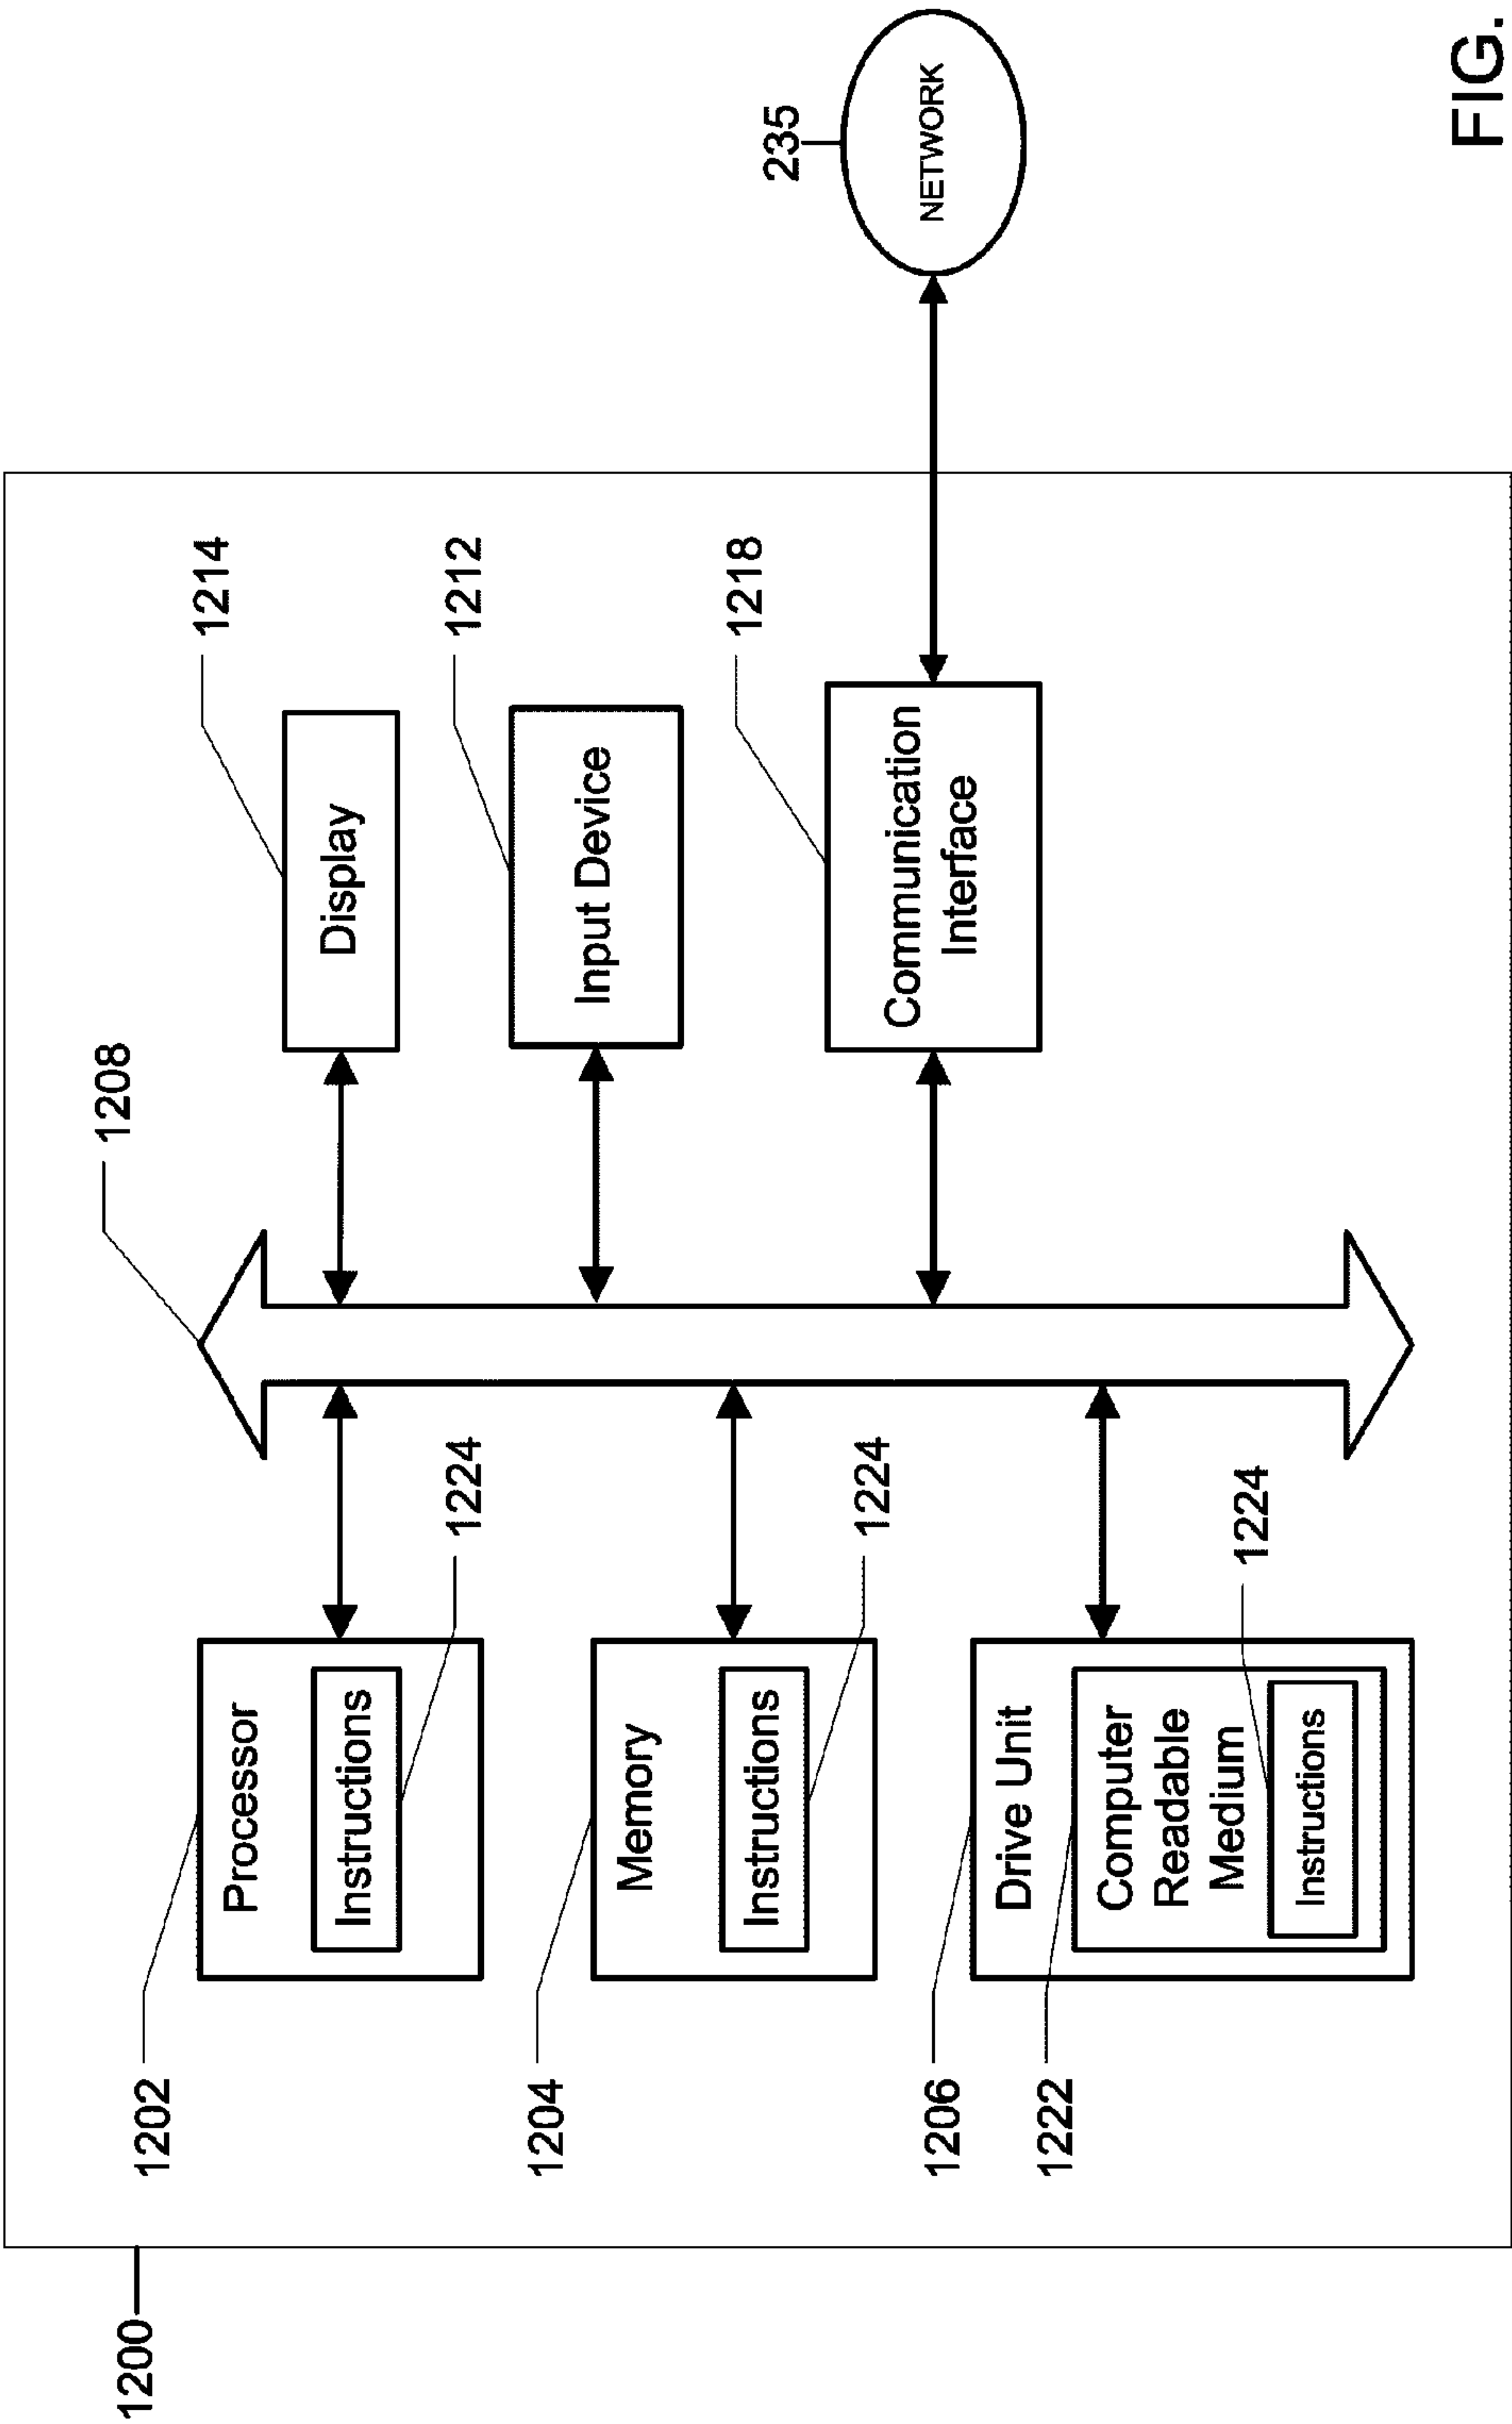 1200
1202
Processor
Instructions
1224
1208
1214
Display
1204
Memory
Instructions
1224
1212
Input Device
1206
1222
Drive Unit
Computer
Readable
Medium
Instructions
1224
1218
Communication
Interface
235
NETWORK
FIG.